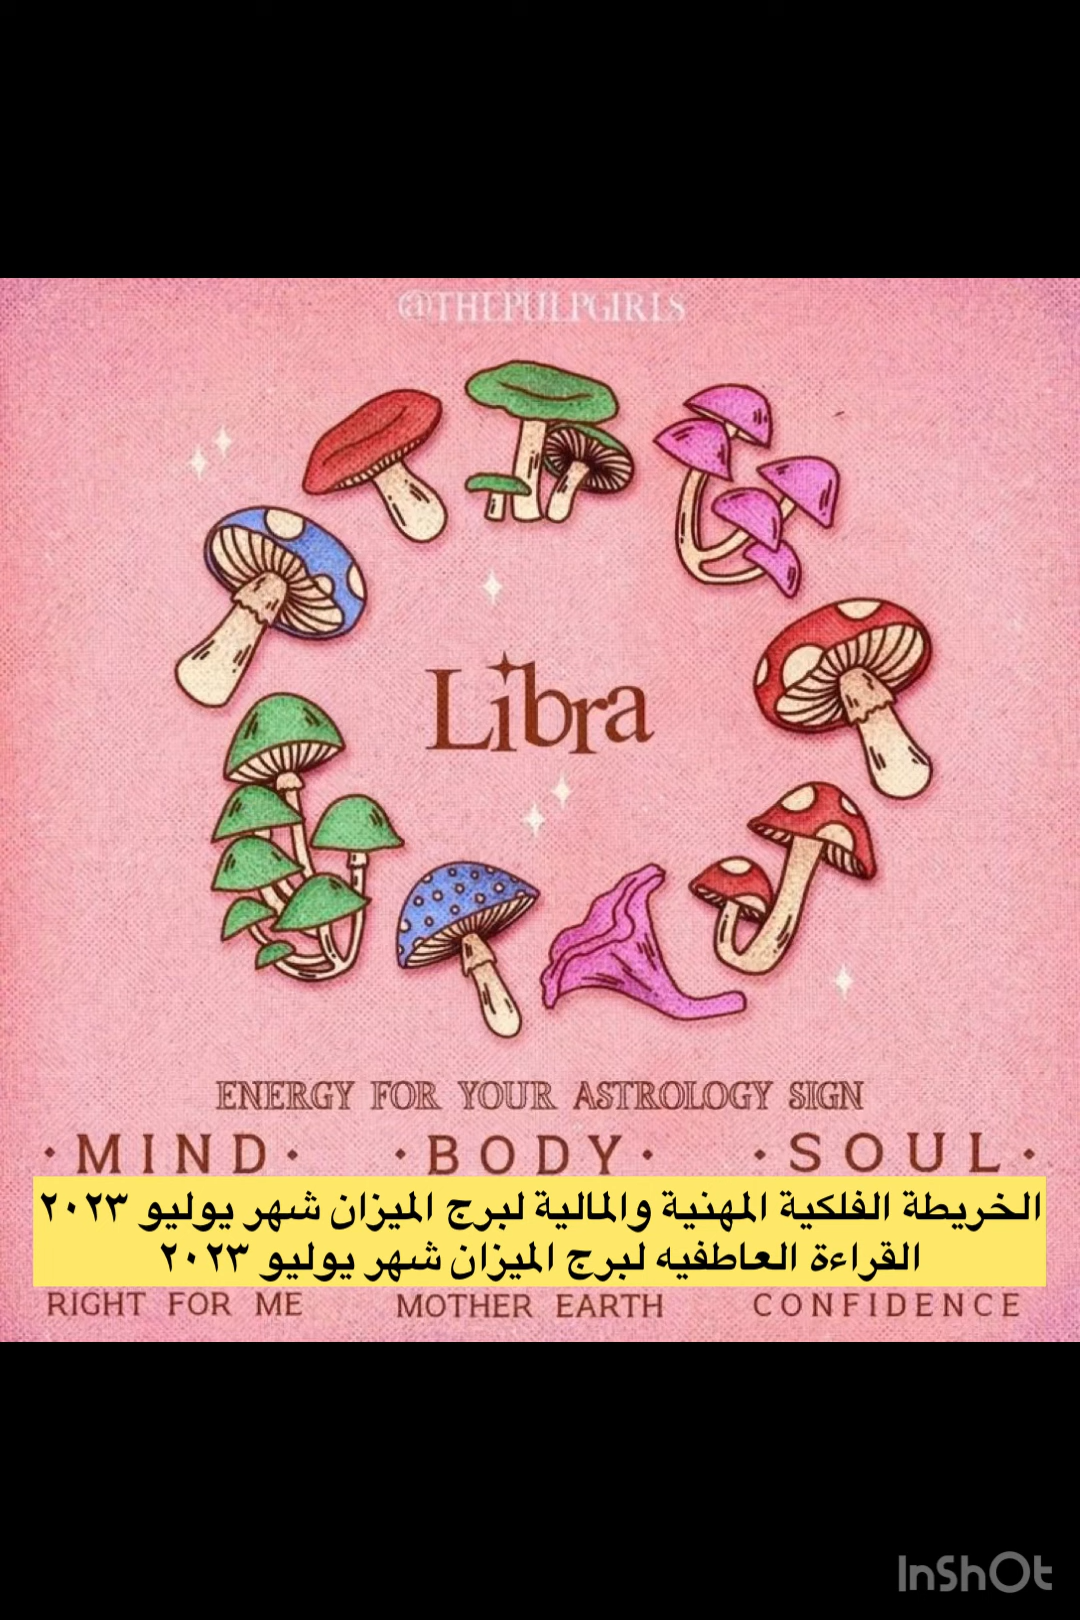 @THEPULPGIRLS
Libra
ENERGY FOR YOUR ASTROLOGY SIGN
·MIND· ·BODY· ·SOUL·
الخريطة الفلكية المهنية والمالية لبرج الميزان شهر يوليو ٢٠٢٣
القراءة العاطفيه لبرج الميزان شهر يوليو ٢٠٢٣
RIGHT FOR ME MOTHER EARTH CONFIDENCE
InShOt